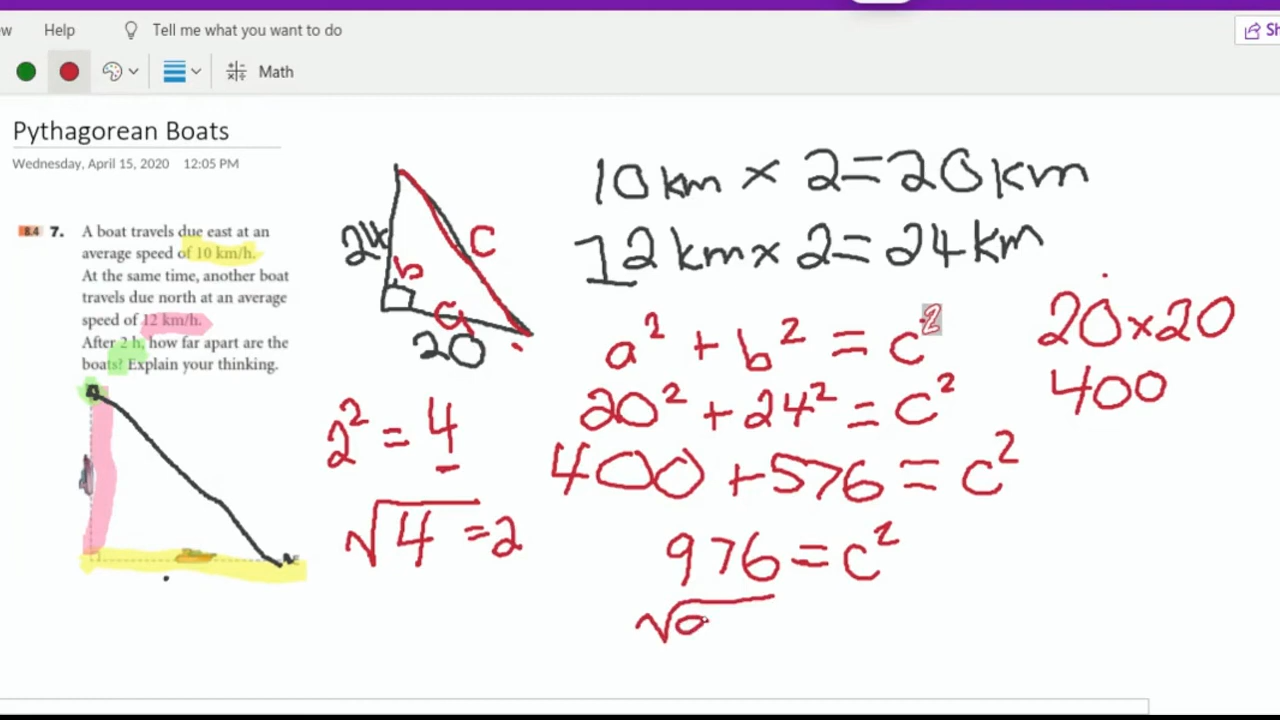 w Help Tell me what you want to do Sh
Math
Pythagorean Boats
Wednesday, April 15, 2020 12:05 PM
8.4 7. A boat travels due east at an
average speed of 10 km/h.
At the same time, another boat
travels due north at an average
speed of 12 km/h.
After 2 h, how far apart are the
boats? Explain your thinking.
24
b
c
a
20
10 km × 2 = 20 km
12 km × 2 = 24 km
a² + b² = c²
20² + 24² = c²
400 + 576 = c²
976 = c²
√
20 × 20
400
2² = 4
√4 = 2